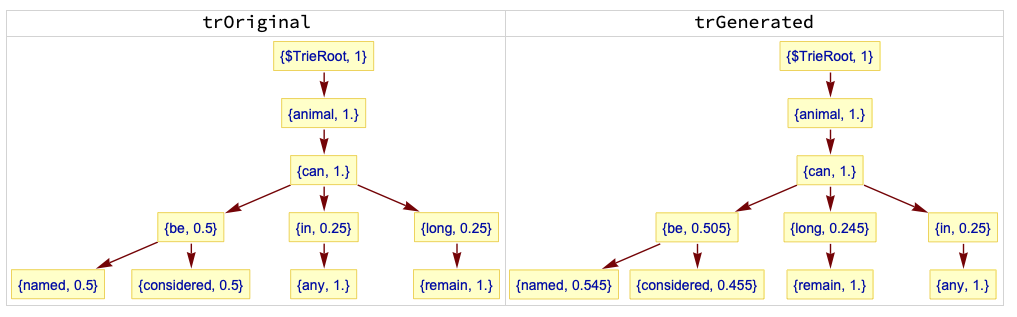 trOriginal trGenerated
{$TrieRoot, 1} {$TrieRoot, 1}
{animal, 1.} {animal, 1.}
{can, 1.} {can, 1.}
{be, 0.5} {in, 0.25} {long, 0.25} {be, 0.505} {long, 0.245} {in, 0.25}
{named, 0.5} {considered, 0.5} {any, 1.} {remain, 1.} {named, 0.545} {considered, 0.455} {remain, 1.} {any, 1.}